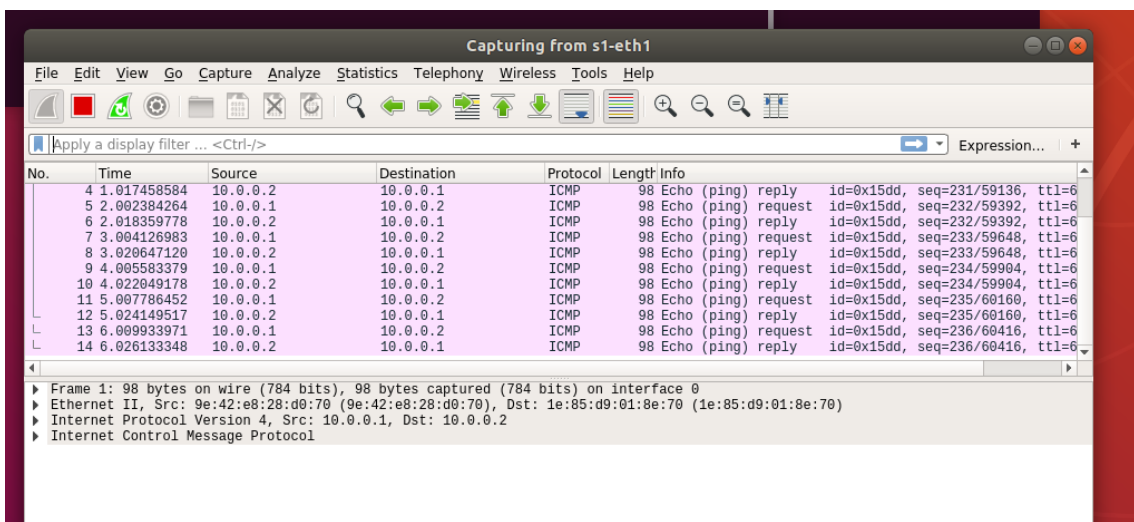 Capturing from s1-eth1
File Edit View Go Capture Analyze Statistics Telephony Wireless Tools Help
Apply a display filter ... <Ctrl-/> Expression... +
No. Time Source Destination Protocol Length Info
4 1.017458584 10.0.0.2 10.0.0.1 ICMP 98 Echo (ping) reply id=0x15dd, seq=231/59136, ttl=6
5 2.002384264 10.0.0.1 10.0.0.2 ICMP 98 Echo (ping) request id=0x15dd, seq=232/59392, ttl=6
6 2.018359778 10.0.0.2 10.0.0.1 ICMP 98 Echo (ping) reply id=0x15dd, seq=232/59392, ttl=6
7 3.004126983 10.0.0.1 10.0.0.2 ICMP 98 Echo (ping) request id=0x15dd, seq=233/59648, ttl=6
8 3.020647120 10.0.0.2 10.0.0.1 ICMP 98 Echo (ping) reply id=0x15dd, seq=233/59648, ttl=6
9 4.005583379 10.0.0.1 10.0.0.2 ICMP 98 Echo (ping) request id=0x15dd, seq=234/59904, ttl=6
10 4.022049178 10.0.0.2 10.0.0.1 ICMP 98 Echo (ping) reply id=0x15dd, seq=234/59904, ttl=6
11 5.007786452 10.0.0.1 10.0.0.2 ICMP 98 Echo (ping) request id=0x15dd, seq=235/60160, ttl=6
12 5.024149517 10.0.0.2 10.0.0.1 ICMP 98 Echo (ping) reply id=0x15dd, seq=235/60160, ttl=6
13 6.009933971 10.0.0.1 10.0.0.2 ICMP 98 Echo (ping) request id=0x15dd, seq=236/60416, ttl=6
14 6.026133348 10.0.0.2 10.0.0.1 ICMP 98 Echo (ping) reply id=0x15dd, seq=236/60416, ttl=6
Frame 1: 98 bytes on wire (784 bits), 98 bytes captured (784 bits) on interface 0
Ethernet II, Src: 9e:42:e8:28:d0:70 (9e:42:e8:28:d0:70), Dst: 1e:85:d9:01:8e:70 (1e:85:d9:01:8e:70)
Internet Protocol Version 4, Src: 10.0.0.1, Dst: 10.0.0.2
Internet Control Message Protocol